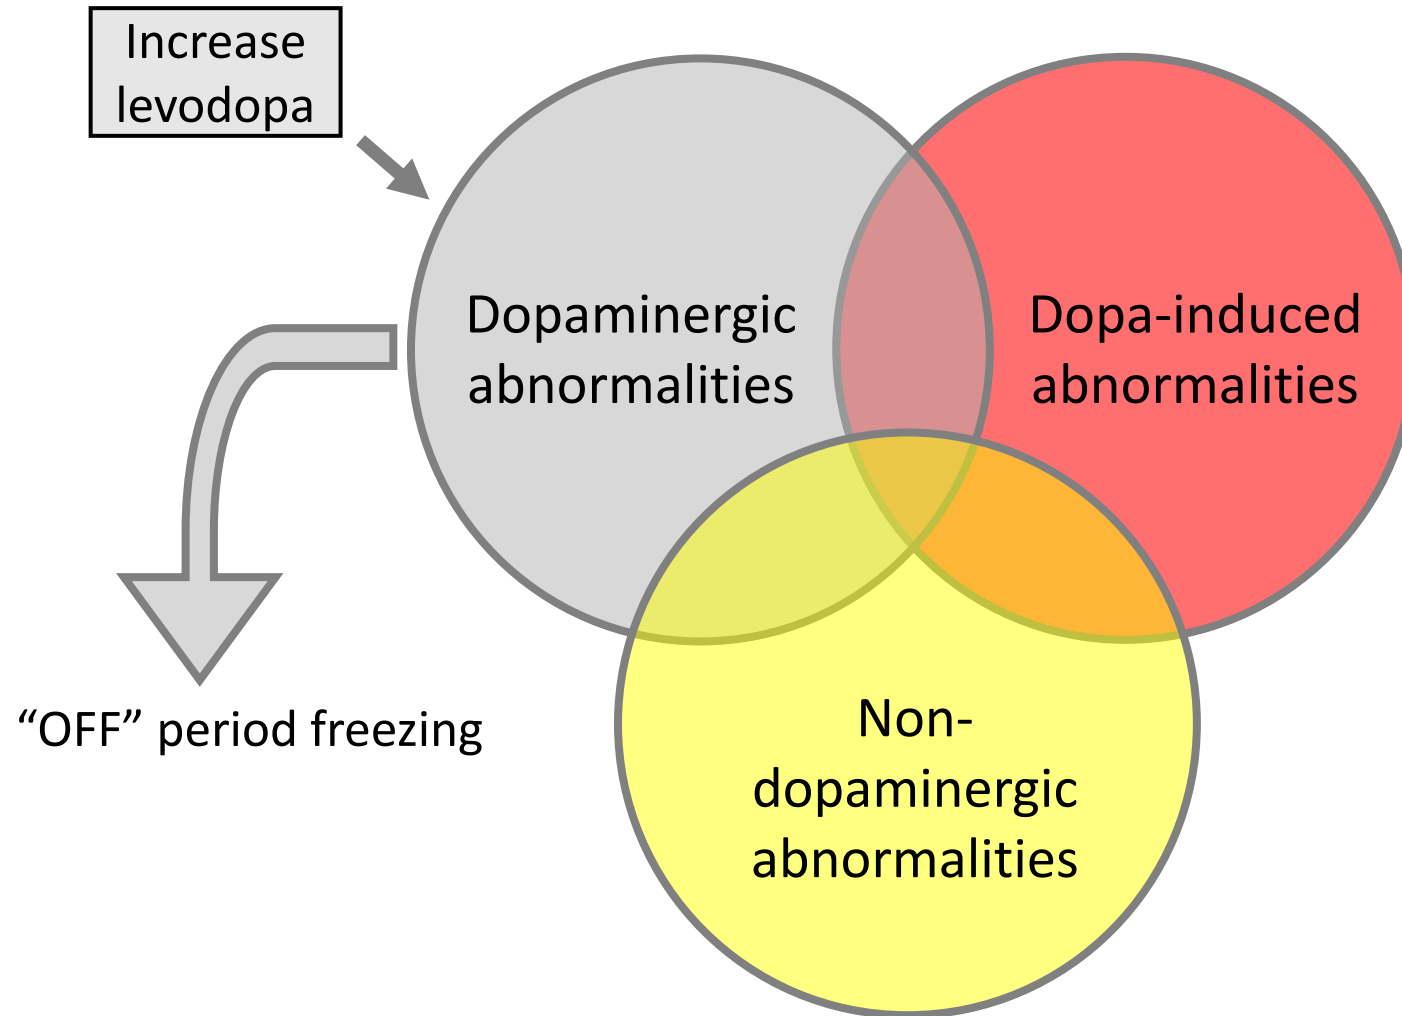 Increase
levodopa
Dopaminergic
abnormalities
Dopa-induced
abnormalities
“OFF” period freezing
Non-
dopaminergic
abnormalities